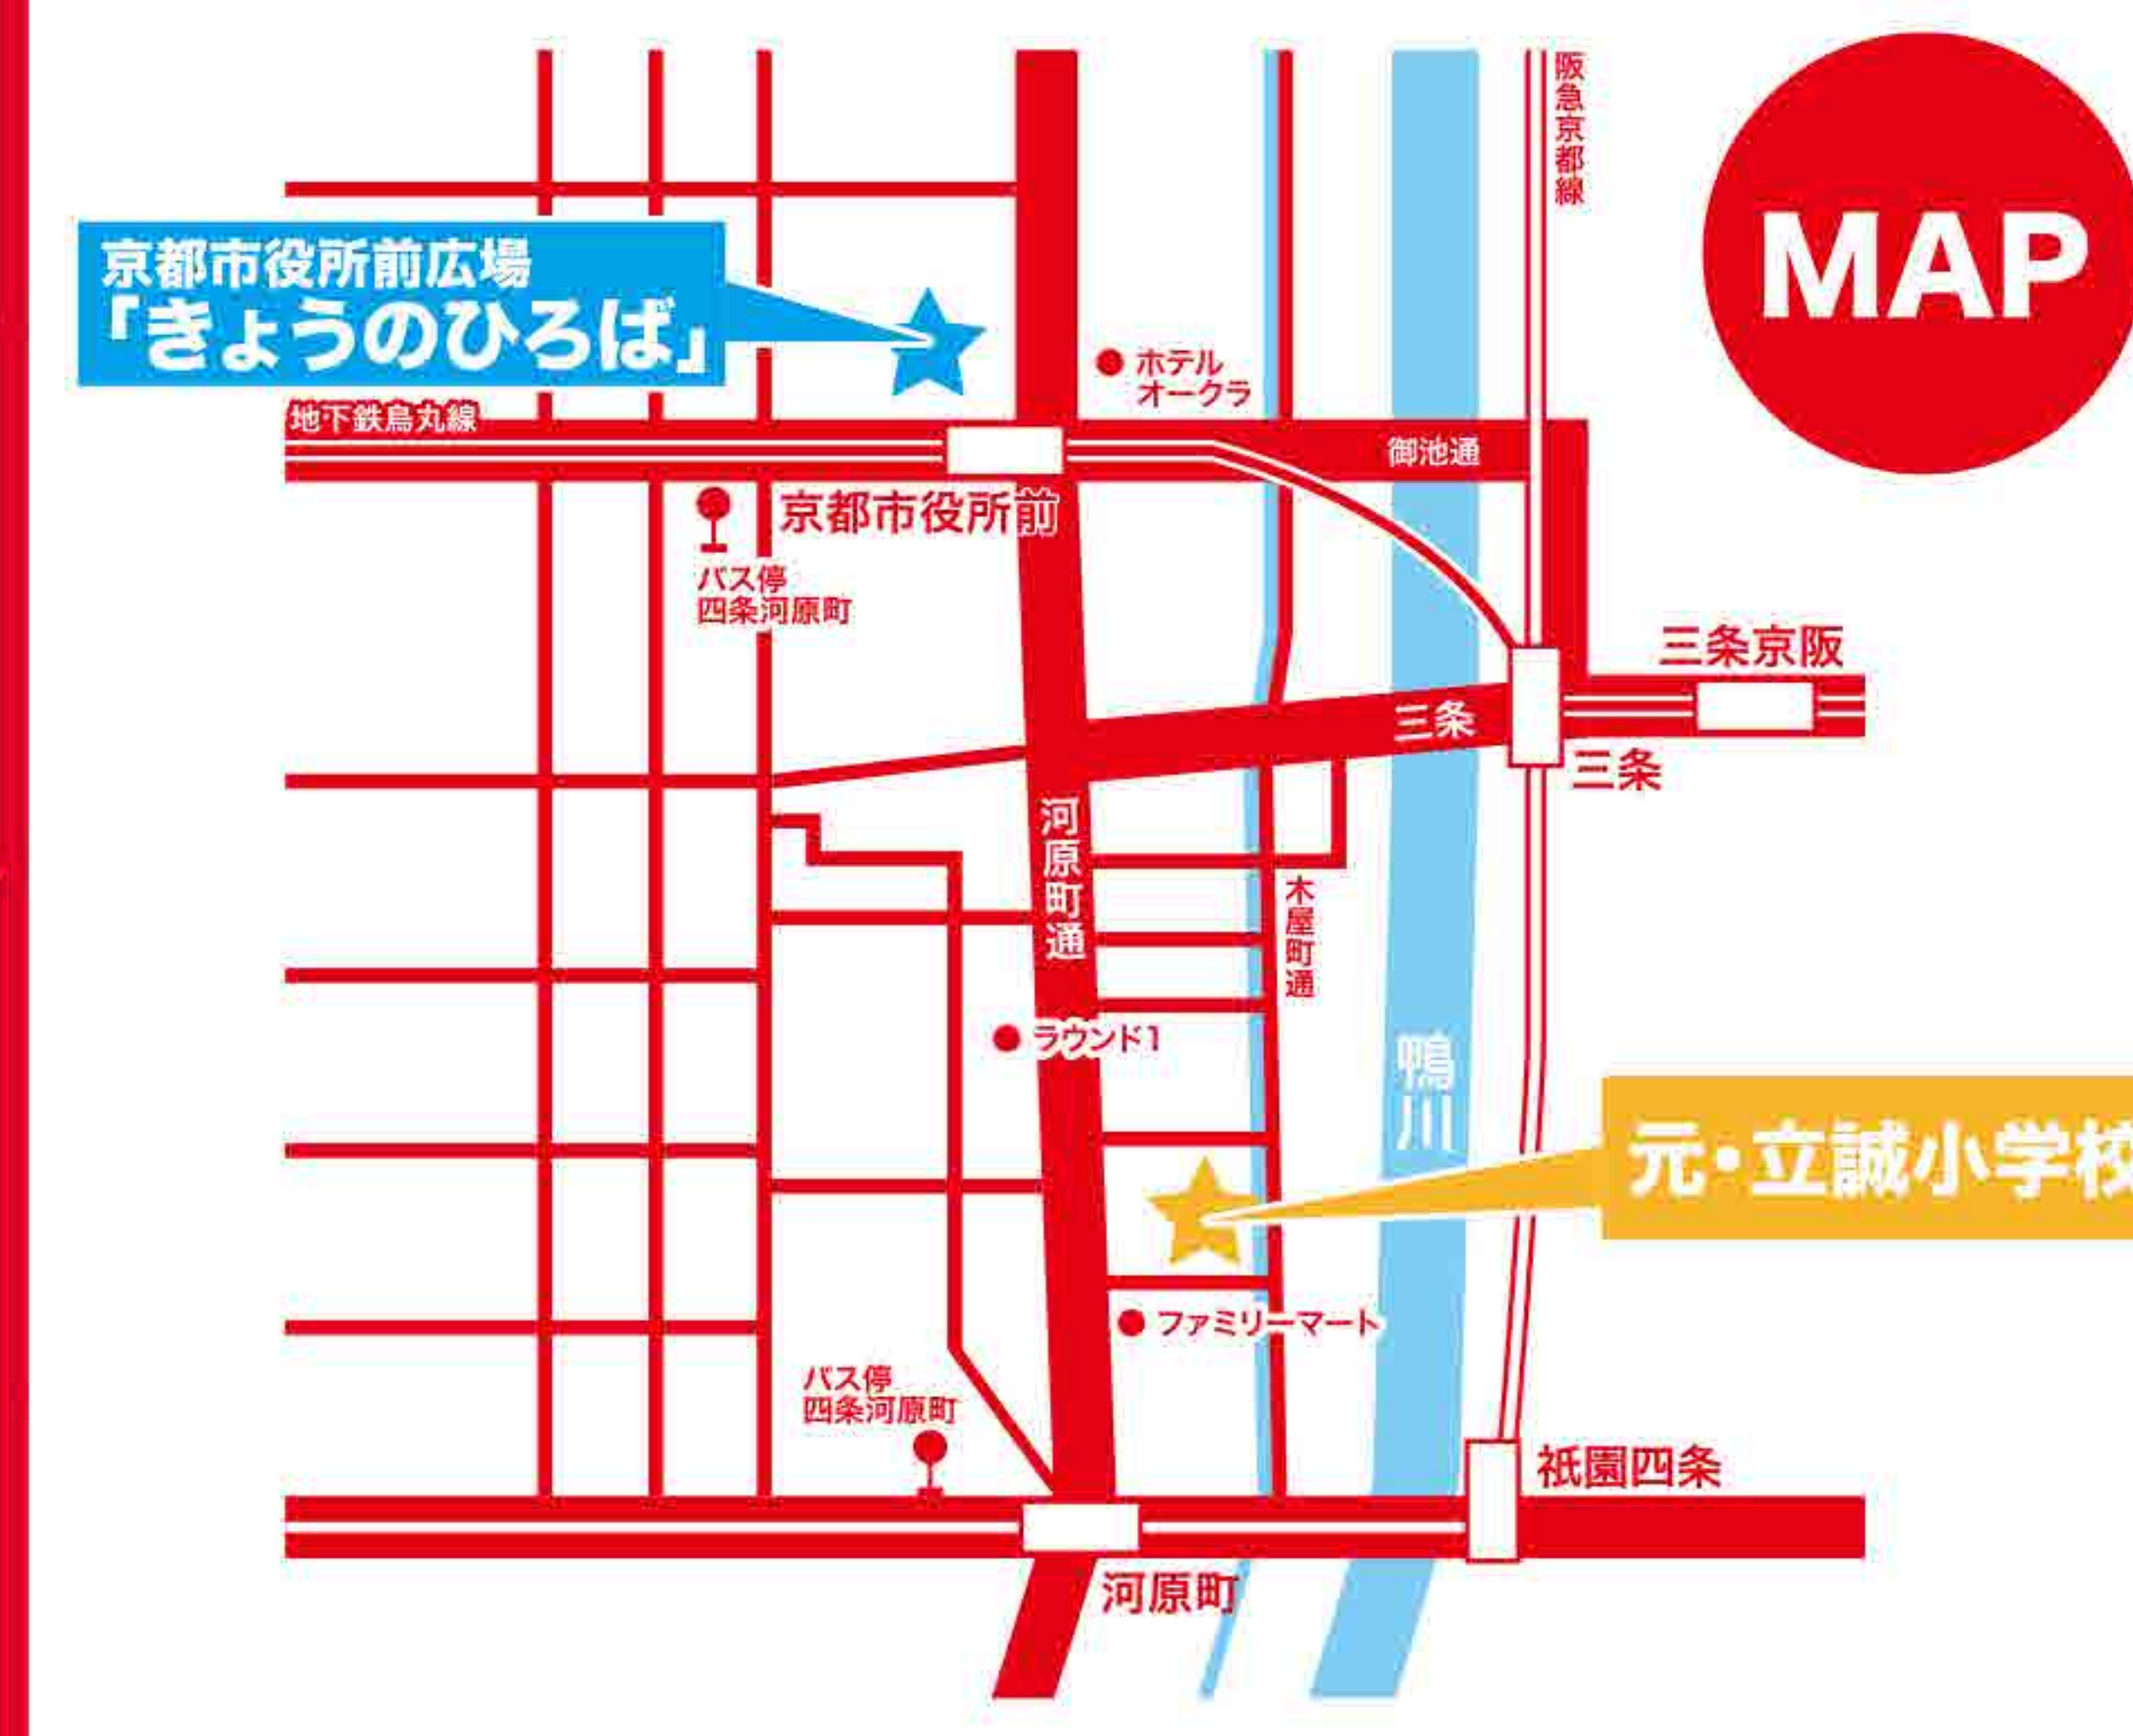 阪急京都線
MAP
京都市役所前広場
「きょうのひろば」
ホテル
オークラ
地下鉄烏丸線
御池通
京都市役所前
バス停
四条河原町
三条京阪
三条
三条
河原町通
木屋町通
ラウンド1
鴨川
元・立誠小学校
ファミリーマート
バス停
四条河原町
祇園四条
河原町